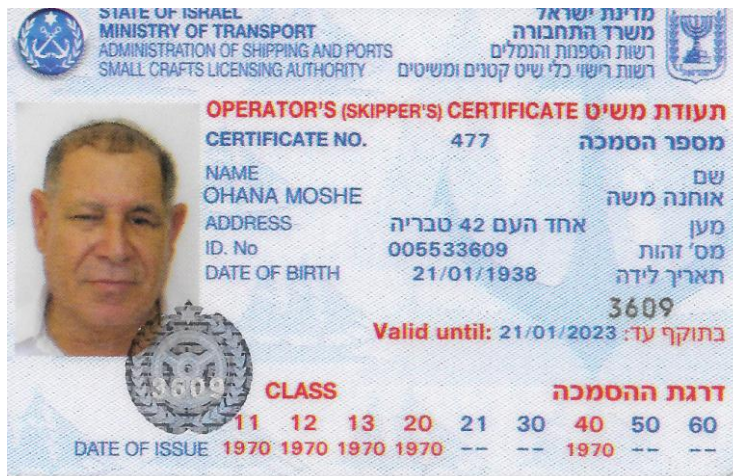 STATE OF ISRAEL מדינת ישראל
MINISTRY OF TRANSPORT משרד התחבורה
ADMINISTRATION OF SHIPPING AND PORTS רשות הספנות והנמלים
SMALL CRAFTS LICENSING AUTHORITY רשות רישוי כלי שיט קטנים ומשיטים
OPERATOR'S (SKIPPER'S) CERTIFICATE תעודת משיט
CERTIFICATE NO. 477 מספר הסמכה
NAME שם
OHANA MOSHE אוחנה משה
ADDRESS אחד העם 42 טבריה מען
ID. No 005533609 מס' זהות
DATE OF BIRTH 21/01/1938 תאריך לידה
3609
Valid until: 21/01/2023 בתוקף עד:
3609
CLASS דרגת ההסמכה
11 12 13 20 21 30 40 50 60
DATE OF ISSUE 1970 1970 1970 1970 -- -- 1970 -- --